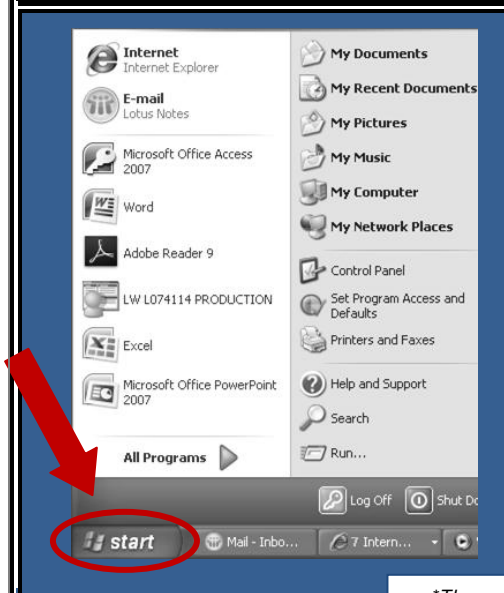 Internet
Internet Explorer
E-mail
Lotus Notes
Microsoft Office Access
2007
Word
Adobe Reader 9
LW L074114 PRODUCTION
Excel
Microsoft Office PowerPoint
2007
All Programs
My Documents
My Recent Documents
My Pictures
My Music
My Computer
My Network Places
Control Panel
Set Program Access and
Defaults
Printers and Faxes
Help and Support
Search
Run...
Log Off
Shut
start
Mail - Inbo...
7 Intern...